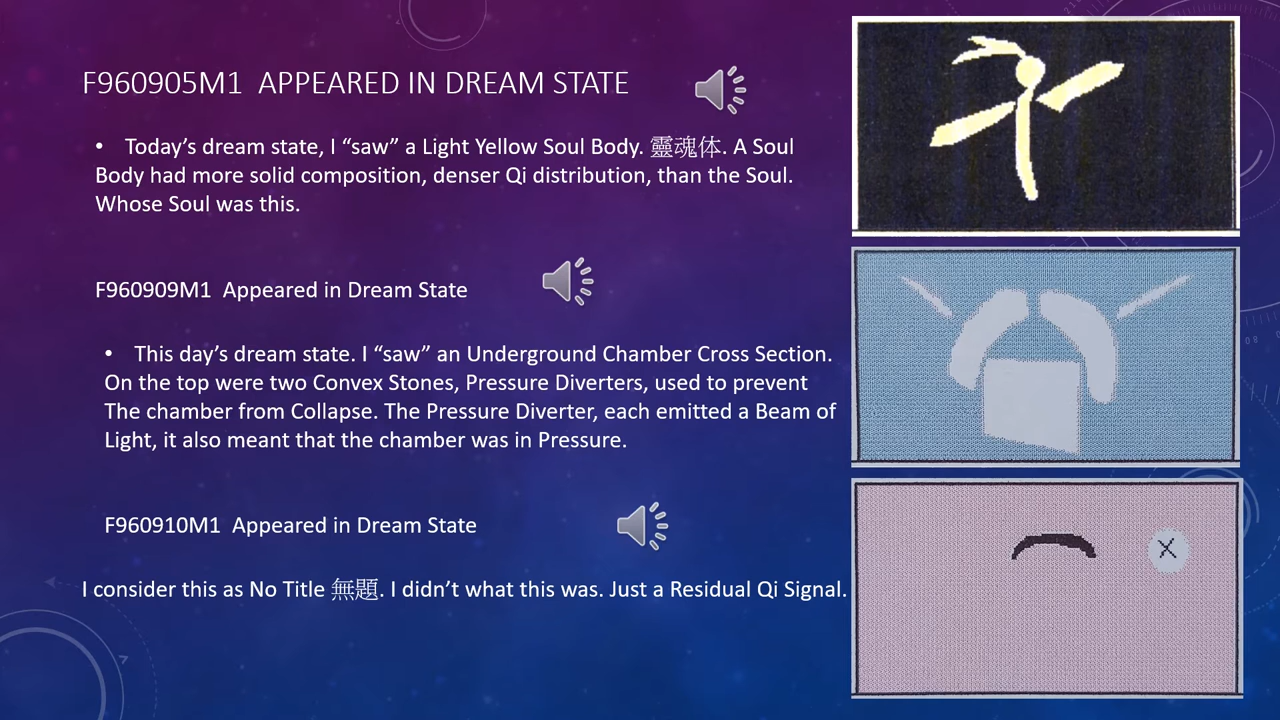 F960905M1 APPEARED IN DREAM STATE
• Today’s dream state, I “saw” a Light Yellow Soul Body. 靈魂体. A Soul
Body had more solid composition, denser Qi distribution, than the Soul.
Whose Soul was this.
F960909M1 Appeared in Dream State
• This day’s dream state. I “saw” an Underground Chamber Cross Section.
On the top were two Convex Stones, Pressure Diverters, used to prevent
The chamber from Collapse. The Pressure Diverter, each emitted a Beam of
Light, it also meant that the chamber was in Pressure.
F960910M1 Appeared in Dream State
I consider this as No Title 無題. I didn’t what this was. Just a Residual Qi Signal.
X